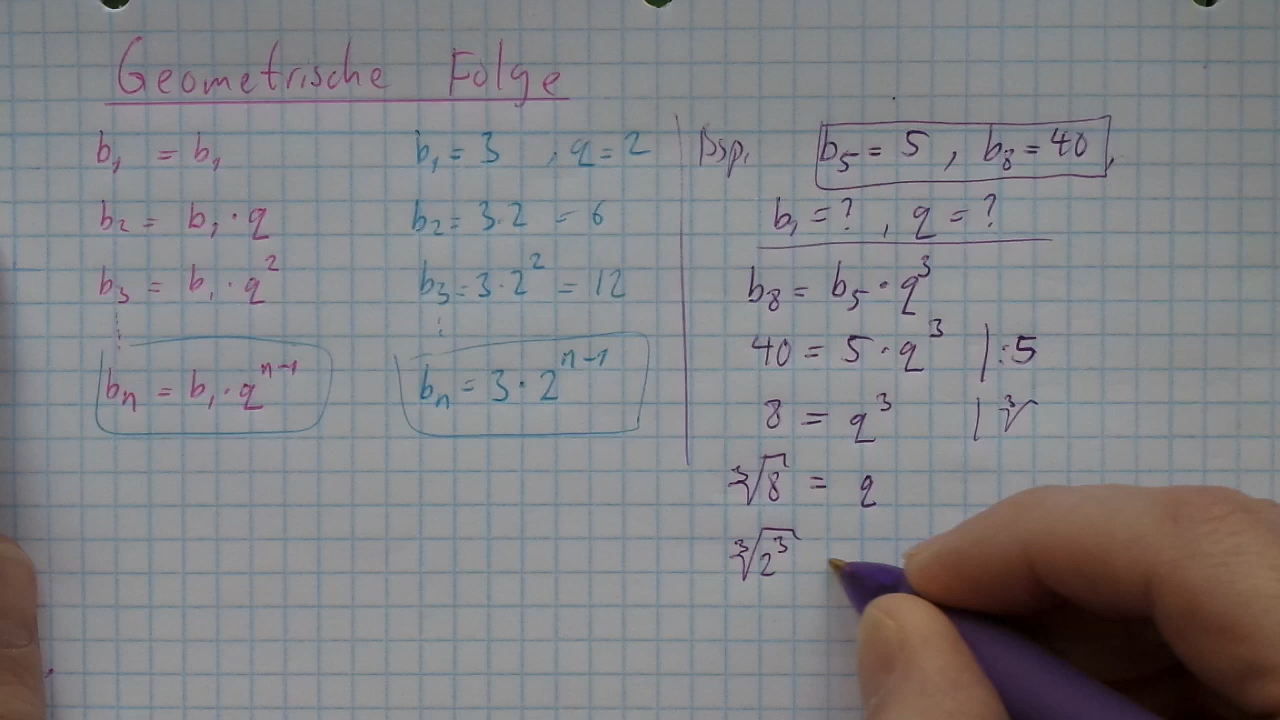 Geometrische Folge
b₁ = b₁
b₂ = b₁ · q
b₃ = b₁ · q²
⋮
bₙ = b₁ · qⁿ⁻¹
b₁ = 3 , q = 2
b₂ = 3·2 = 6
b₃ = 3·2² = 12
⋮
bₙ = 3 · 2ⁿ⁻¹
Bsp. b₅ = 5 , b₈ = 40 ,
b₁ = ? , q = ?
b₈ = b₅ · q³
40 = 5 · q³ | :5
8 = q³ | ∛
∛8 = q
∛2³